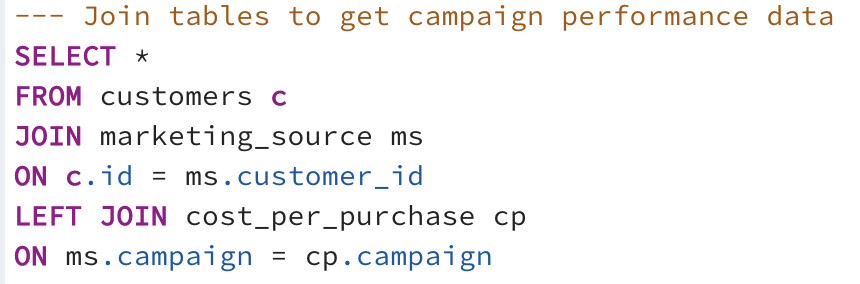 --- Join tables to get campaign performance data
SELECT *
FROM customers c
JOIN marketing_source ms
ON c.id = ms.customer_id
LEFT JOIN cost_per_purchase cp
ON ms.campaign = cp.campaign